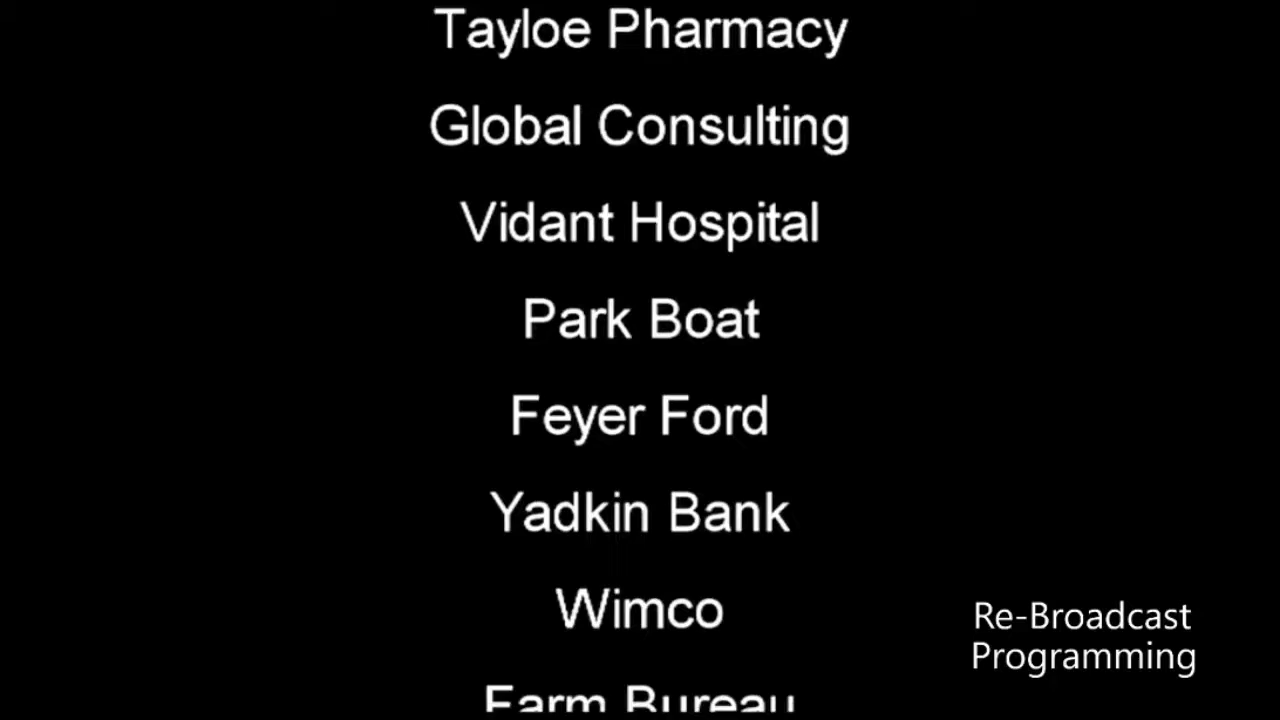 Tayloe Pharmacy
Global Consulting
Vidant Hospital
Park Boat
Feyer Ford
Yadkin Bank
Wimco
Farm Bureau
Re-Broadcast
Programming